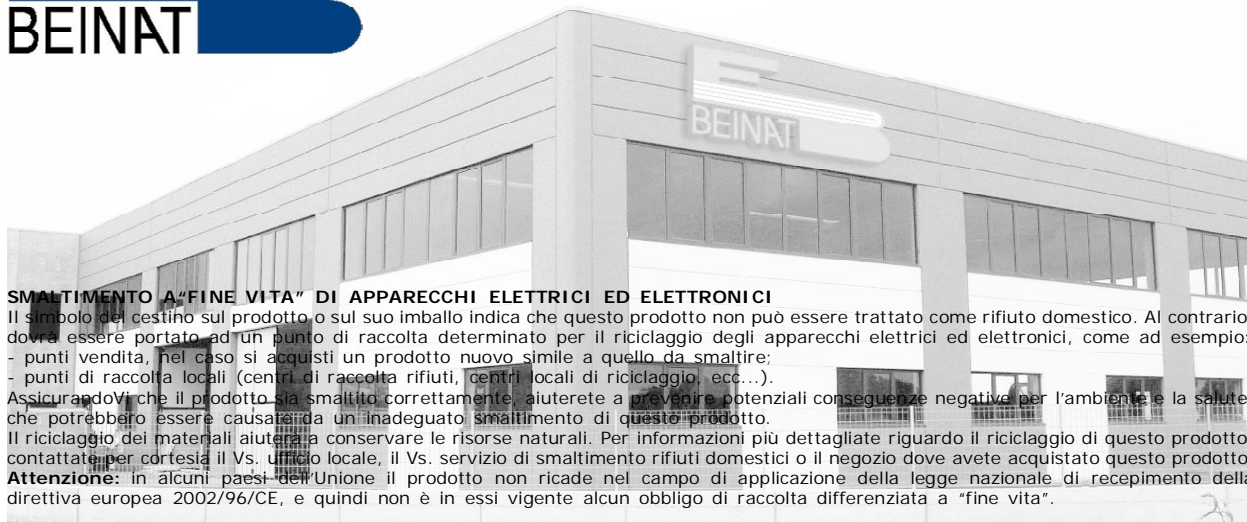 BEINAT
BEINAT
SMALTIMENTO A“FINE VITA” DI APPARECCHI ELETTRICI ED ELETTRONICI
Il simbolo del cestino sul prodotto o sul suo imballo indica che questo prodotto non può essere trattato come rifiuto domestico. Al contrario
dovrà essere portato ad un punto di raccolta determinato per il riciclaggio degli apparecchi elettrici ed elettronici, come ad esempio:
- punti vendita, nel caso si acquisti un prodotto nuovo simile a quello da smaltire;
- punti di raccolta locali (centri di raccolta rifiuti, centri locali di riciclaggio, ecc...).
AssicurandoVi che il prodotto sia smaltito correttamente, aiuterete a prevenire potenziali conseguenze negative per l’ambiente e la salute
che potrebbero essere causate da un inadeguato smaltimento di questo prodotto.
Il riciclaggio dei materiali aiuterà a conservare le risorse naturali. Per informazioni più dettagliate riguardo il riciclaggio di questo prodotto
contattate per cortesia il Vs. ufficio locale, il Vs. servizio di smaltimento rifiuti domestici o il negozio dove avete acquistato questo prodotto
Attenzione: in alcuni paesi dell’Unione il prodotto non ricade nel campo di applicazione della legge nazionale di recepimento della
direttiva europea 2002/96/CE, e quindi non è in essi vigente alcun obbligo di raccolta differenziata a “fine vita”.